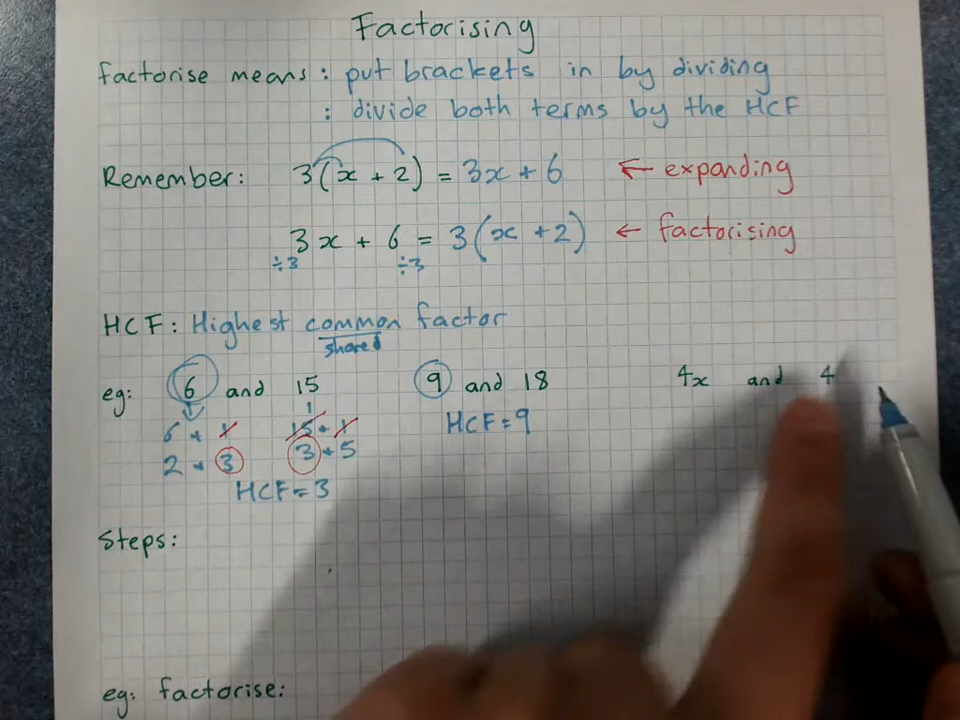 Factorising
factorise means: put brackets in by dividing
: divide both terms by the HCF
Remember: 3(x + 2) = 3x + 6 ← expanding
3x + 6 = 3(x + 2) ← factorising
÷3 ÷3
HCF: Highest common factor
shared
eg: 6 and 15 9 and 18 4x and 4
6 * 1 15 * 1 HCF = 9
2 * 3 3 * 5
HCF = 3
Steps:
eg: factorise: